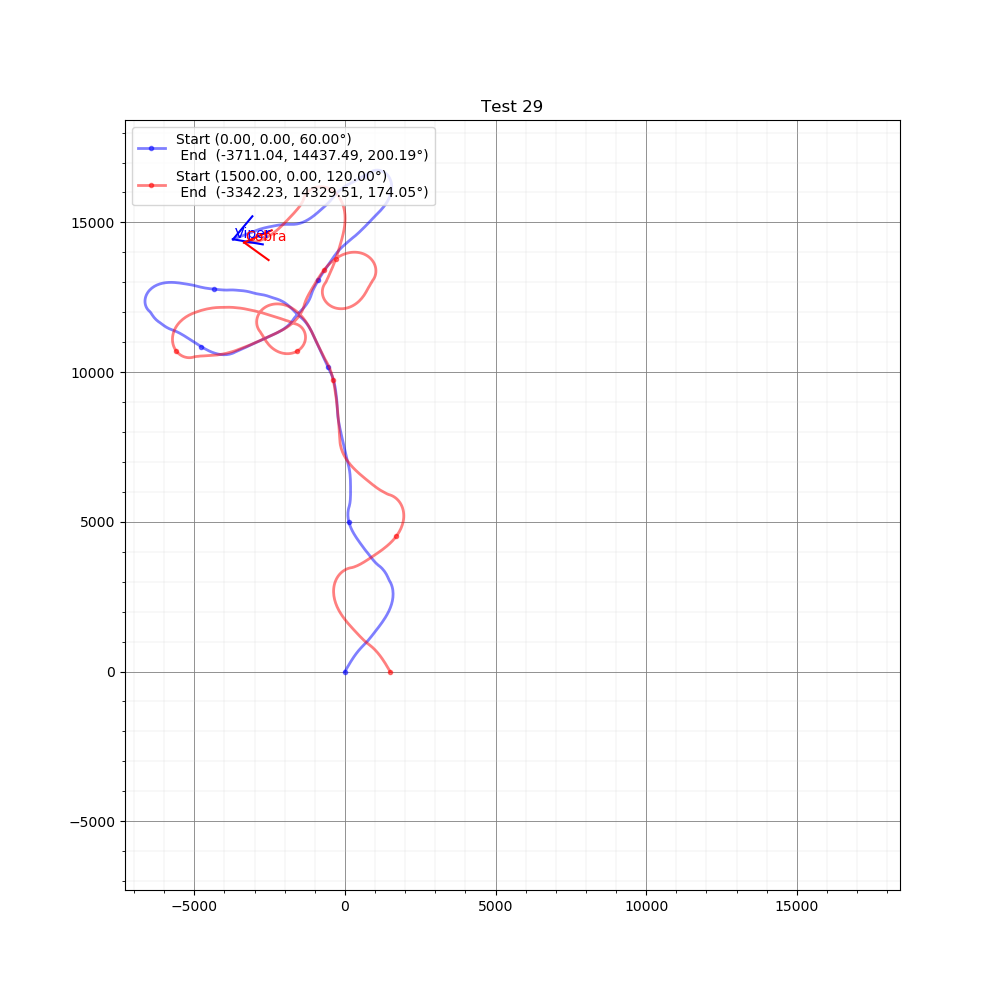 Test 29
Start (0.00, 0.00, 60.00°)
End (-3711.04, 14437.49, 200.19°)
Start (1500.00, 0.00, 120.00°)
End (-3342.23, 14329.51, 174.05°)
15000
Viper
Cobra
10000
5000
0
−5000
−5000 0 5000 10000 15000